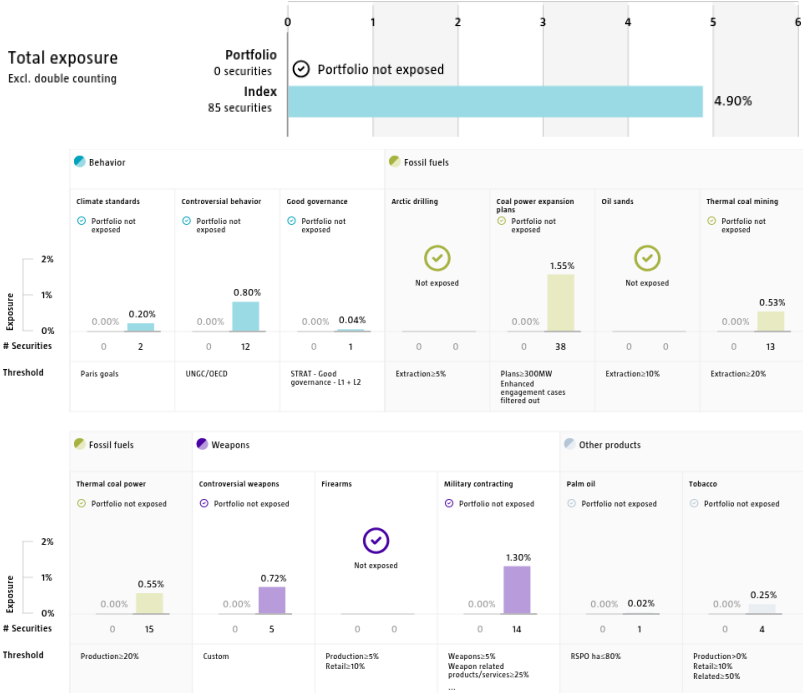 0 1 2 3 4 5 6
Total exposure
Excl. double counting
Portfolio
0 securities
Portfolio not exposed
Index
85 securities
4.90%
Behavior
Fossil fuels
Climate standards
Portfolio not
exposed
Controversial behavior
Portfolio not
exposed
Good governance
Portfolio not
exposed
Arctic drilling
Not exposed
Coal power expansion
plans
Portfolio not
exposed
Oil sands
Not exposed
Thermal coal mining
Portfolio not
exposed
Exposure
2%
1%
0%
0.00% 0.20%
0.00% 0.80%
0.00% 0.04%
0.00% 1.55%
0.00% 0.53%
# Securities
0 2
0 12
0 1
0 0
0 38
0 0
0 13
Threshold
Paris goals
UNGC/OECD
STRAT - Good
governance - L1 + L2
Extraction≥5%
Plans≥300MW
Enhanced
engagement cases
filtered out
Extraction≥10%
Extraction≥20%
Fossil fuels
Weapons
Other products
Thermal coal power
Portfolio not exposed
Controversial weapons
Portfolio not exposed
Firearms
Not exposed
Military contracting
Portfolio not exposed
Palm oil
Portfolio not exposed
Tobacco
Portfolio not exposed
Exposure
2%
1%
0%
0.00% 0.55%
0.00% 0.72%
0.00% 1.30%
0.00% 0.02%
0.00% 0.25%
# Securities
0 15
0 5
0 0
0 14
0 1
0 4
Threshold
Production≥20%
Custom
Production≥5%
Retail≥10%
Weapons≥5%
Weapon related
products/services≥25%
...
RSPO ha≤80%
Production>0%
Retail≥10%
Related≥50%